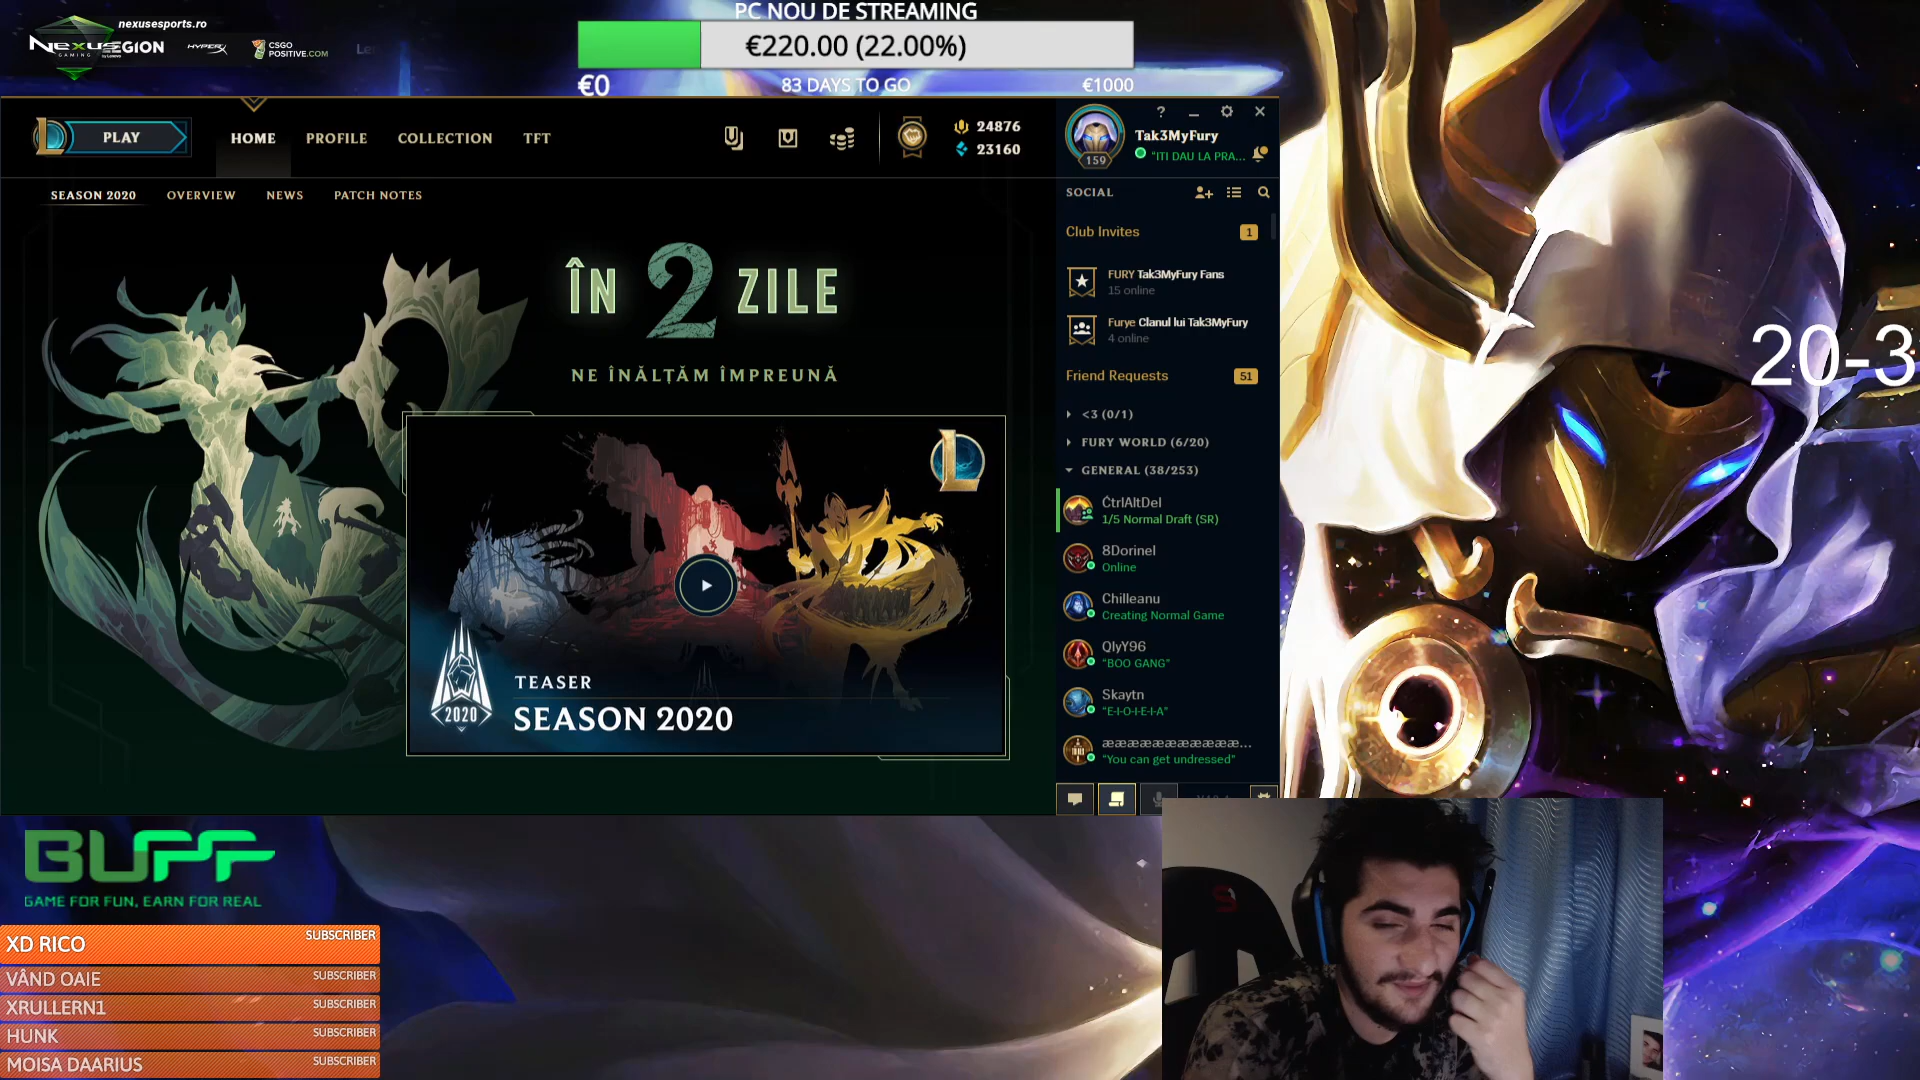 nexusesports.ro
NEXUS
GAMING
LEGION
HYPERX
CSGO
POSITIVE.COM
Le
PC NOU DE STREAMING
€220.00 (22.00%)
€0
83 DAYS TO GO
€1000
PLAY
HOME
PROFILE
COLLECTION
TFT
24876
23160
SEASON 2020
OVERVIEW
NEWS
PATCH NOTES
ÎN 2 ZILE
NE ÎNĂLȚĂM ÎMPREUNĂ
TEASER
SEASON 2020
2020
?
Tak3MyFury
"ITI DAU LA PRA...
159
SOCIAL
Club Invites
1
FURY Tak3MyFury Fans
15 online
Furye Clanul lui Tak3MyFury
4 online
Friend Requests
51
<3 (0/1)
FURY WORLD (6/20)
GENERAL (38/253)
ĊtrlAltDel
1/5 Normal Draft (SR)
8Dorinel
Online
Chilleanu
Creating Normal Game
QlyY96
"BOO GANG"
Skaytn
"E-I-O-I-E-I-A"
æææææææææææ...
"You can get undressed"
20-3
BUFF
GAME FOR FUN, EARN FOR REAL
XD RICO
SUBSCRIBER
VÂND OAIE
SUBSCRIBER
XRULLERN1
SUBSCRIBER
HUNK
SUBSCRIBER
MOISA DAARIUS
SUBSCRIBER